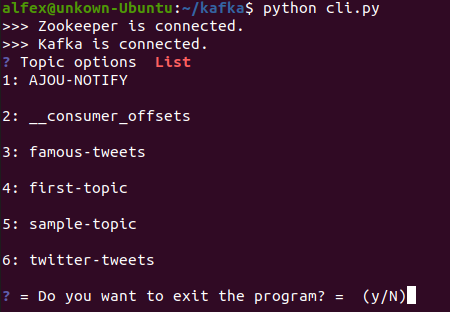 alfex@unkown-Ubuntu:~/kafka$ python cli.py
>>> Zookeeper is connected.
>>> Kafka is connected.
? Topic options  List
1: AJOU-NOTIFY
2: __consumer_offsets
3: famous-tweets
4: first-topic
5: sample-topic
6: twitter-tweets
? = Do you want to exit the program? =  (y/N)